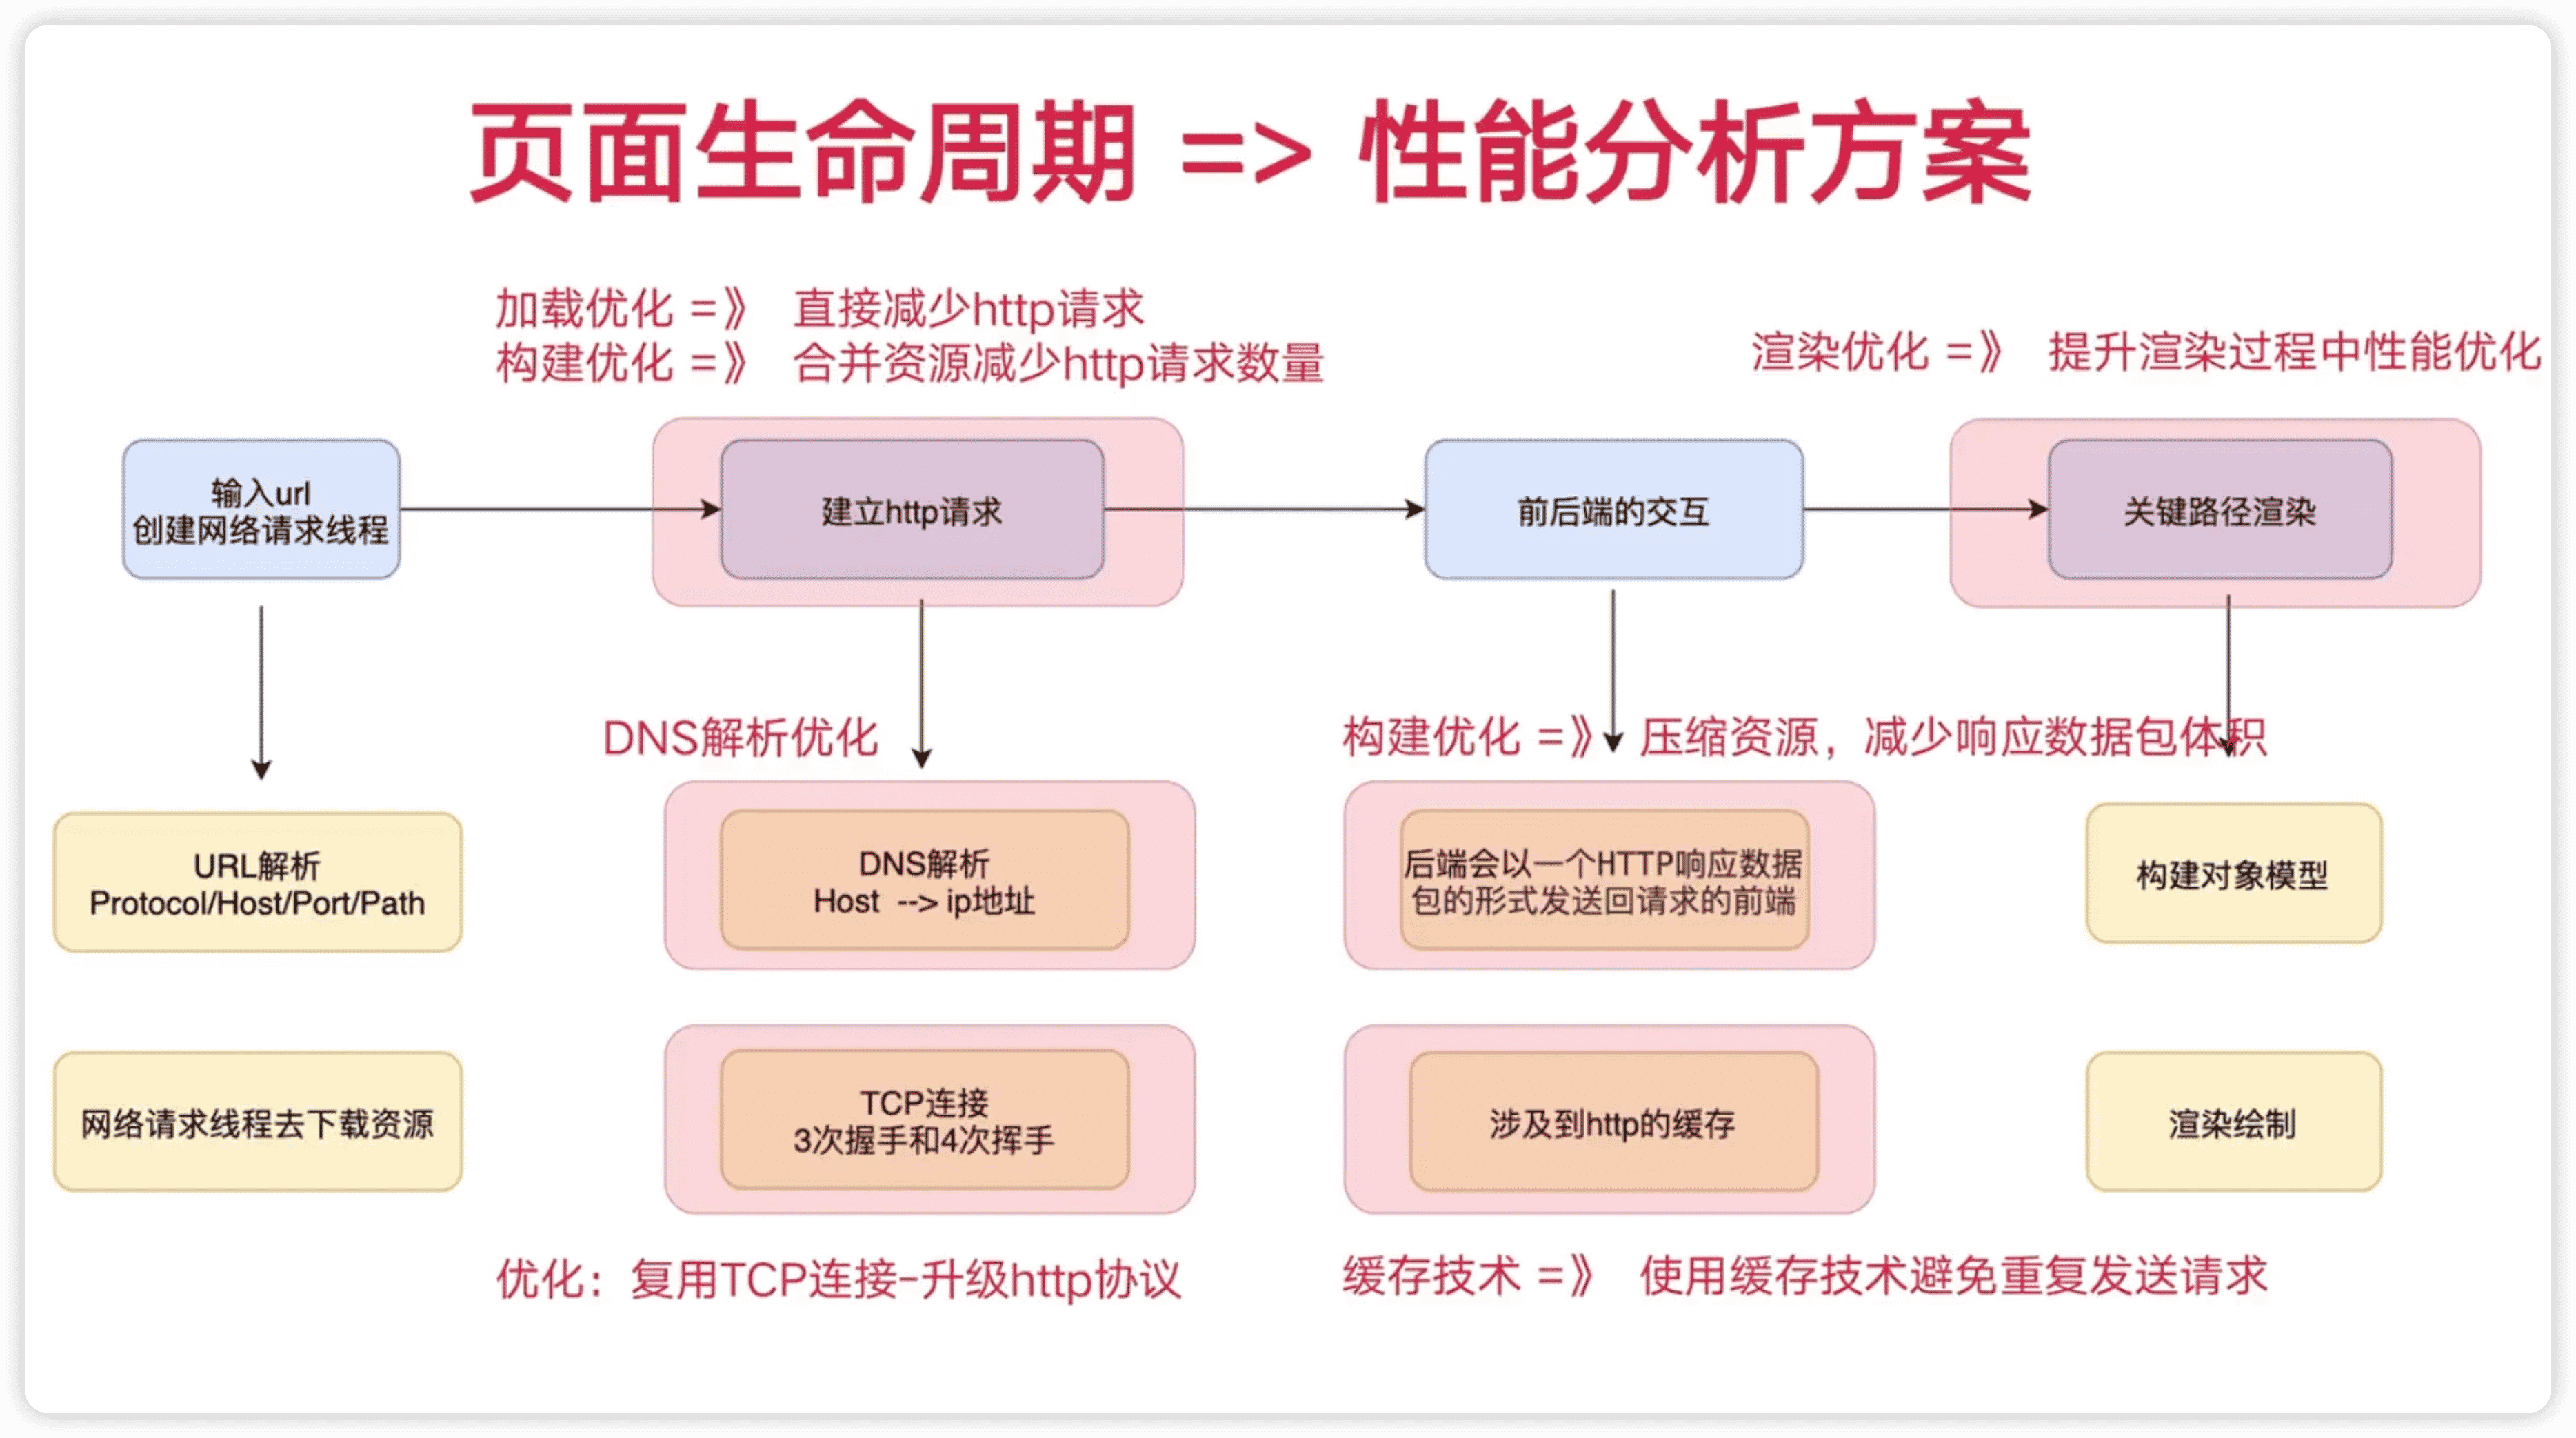 页面生命周期 => 性能分析方案
加载优化 =》 直接减少http请求
构建优化 =》 合并资源减少http请求数量
渲染优化 =》 提升渲染过程中性能优化
输入url
创建网络请求线程
建立http请求
前后端的交互
关键路径渲染
DNS解析优化
构建优化 =》 压缩资源，减少响应数据包体积
URL解析
Protocol/Host/Port/Path
DNS解析
Host --> ip地址
后端会以一个HTTP响应数据
包的形式发送回请求的前端
构建对象模型
网络请求线程去下载资源
TCP连接
3次握手和4次挥手
涉及到http的缓存
渲染绘制
优化：复用TCP连接-升级http协议
缓存技术 =》 使用缓存技术避免重复发送请求